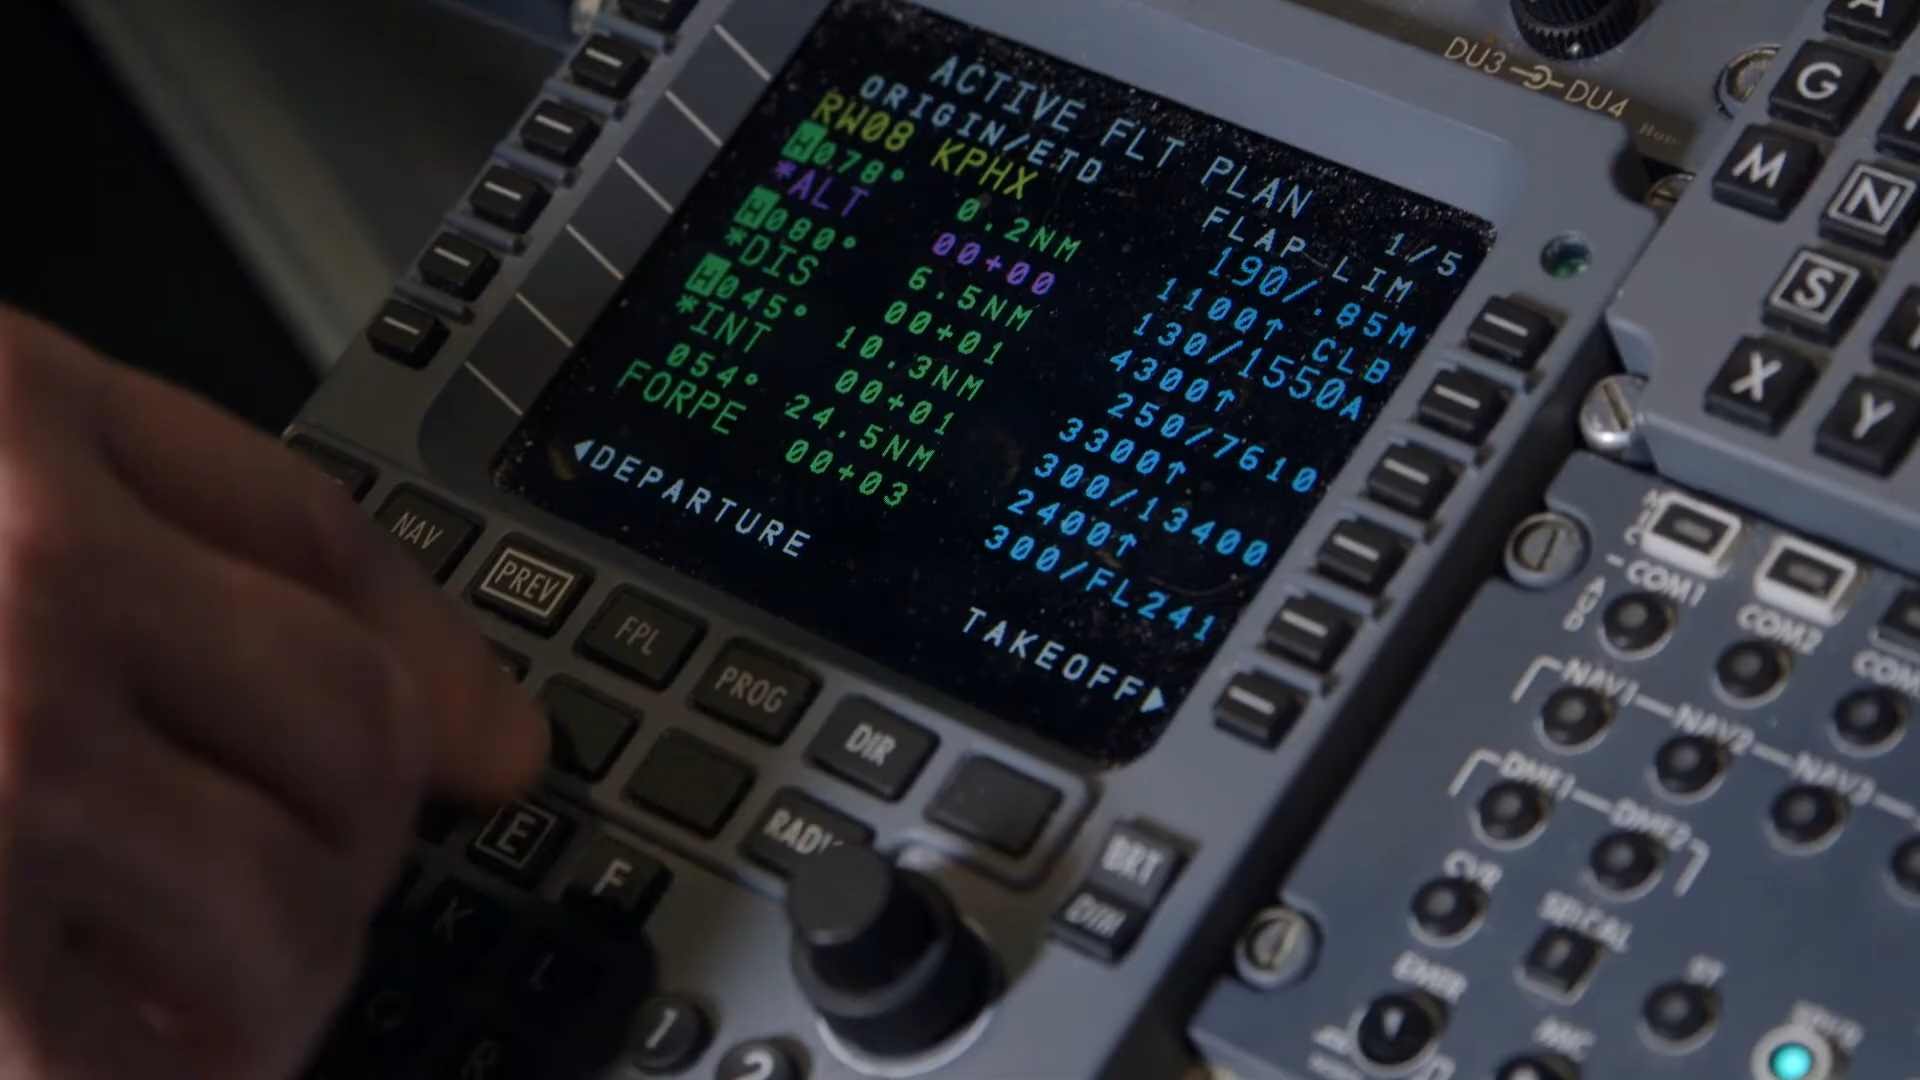 ACTIVE FLT PLAN 1/5
ORIGIN/ETD FLAP LIM
RW08 KPHX 190/.85M
H078° 0.2NM 1100↑ CLB
*ALT 00+00 130/1550A
H080° 6.5NM 4300↑
*DIS 00+01 250/7610
H045° 10.3NM 3300↑
*INT 00+01 300/13400
054° 24.5NM 2400↑
FORPE 00+03 300/FL241
◀DEPARTURE TAKEOFF▶
NAV
PREV
FPL
PROG
DIR
BRT
DIM
E
F
K
L
R
1
2
DU3 DU4
G
M
N
S
X
Y
COM1
COM2
NAV1 NAV2 NAV3
DME1 DME2
CVR